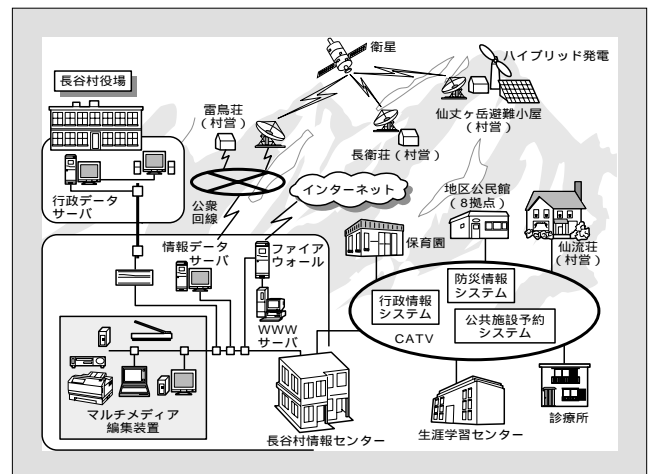 衛星
ハイブリッド発電
長谷村役場
雷鳥荘
(村営)
仙丈ヶ岳避難小屋
(村営)
長衛荘(村営)
行政データ
サーバ
公衆
回線
インターネット
地区公民館
(8拠点)
保育園
仙流荘
(村営)
情報データ
サーバ
ファイア
ウォール
防災情報
システム
行政情報
システム
公共施設予約
システム
WWW
サーバ
CATV
マルチメディア
編集装置
長谷村情報センター
生涯学習センター
診療所